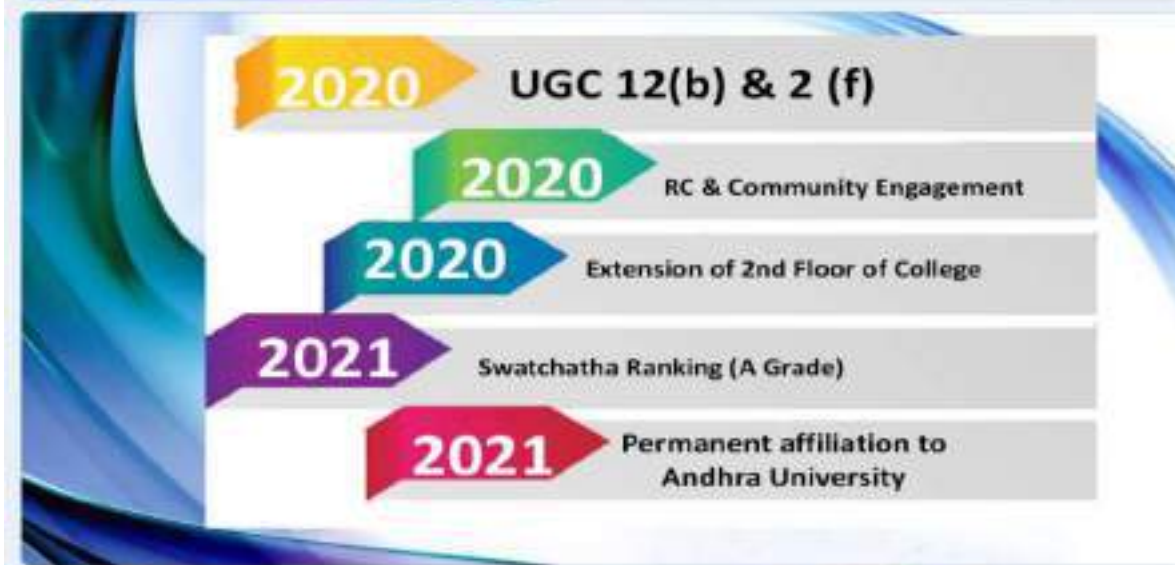 2020 UGC 12(b) & 2 (f)
2020 RC & Community Engagement
2020 Extension of 2nd Floor of College
2021 Swatchatha Ranking (A Grade)
2021 Permanent affiliation to
Andhra University